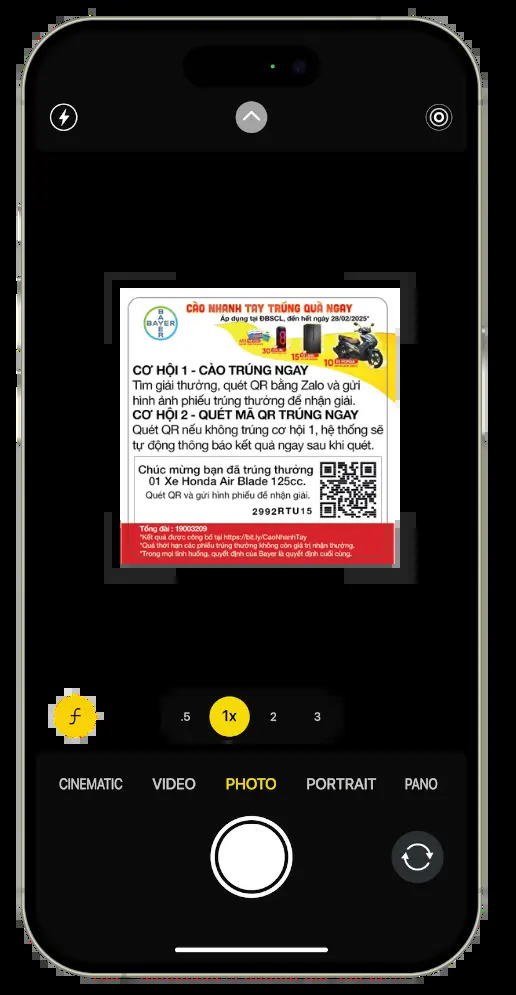 CÀO NHANH TAY TRÚNG QUÀ NGAY
Áp dụng tại ĐBSCL, đến hết ngày 28/02/2025*
BAYER
BAYER
30
15
10
CƠ HỘI 1 - CÀO TRÚNG NGAY
Tìm giải thưởng, quét QR bằng Zalo và gửi
hình ảnh phiếu trúng thưởng để nhận giải.
CƠ HỘI 2 - QUÉT MÃ QR TRÚNG NGAY
Quét QR nếu không trúng cơ hội 1, hệ thống sẽ
tự động thông báo kết quả ngay sau khi quét.
Chúc mừng bạn đã trúng thưởng
01 Xe Honda Air Blade 125cc.
Quét QR và gửi hình phiếu để nhận giải.
2992RTU15
Tổng đài : 19003209
*Kết quả được công bố tại https://bit.ly/CaoNhanhTay
*Quá thời hạn các phiếu trúng thưởng không còn giá trị nhận thưởng.
*Trong mọi tình huống, quyết định của Bayer là quyết định cuối cùng.
.5 1x 2 3
CINEMATIC VIDEO PHOTO PORTRAIT PANO